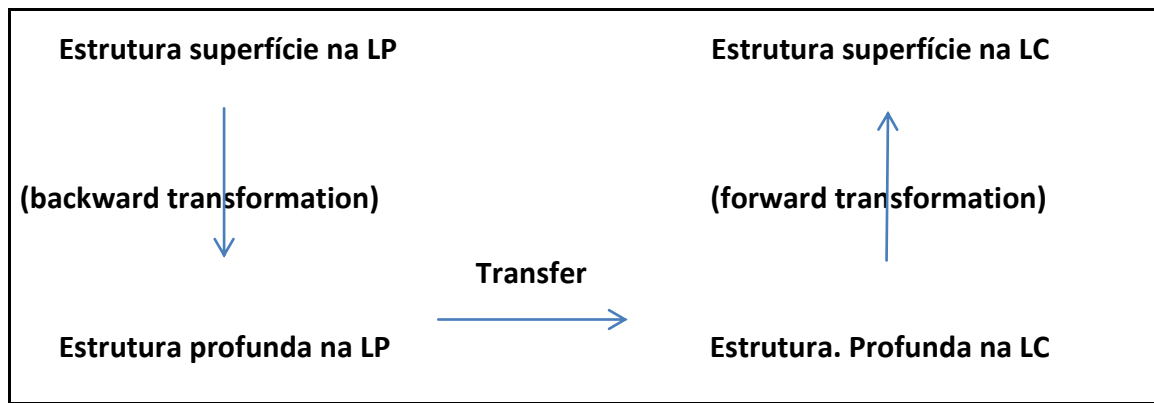 Estrutura superfície na LP
Estrutura superfície na LC
(backward transformation)
(forward transformation)
Transfer
Estrutura profunda na LP
Estrutura. Profunda na LC